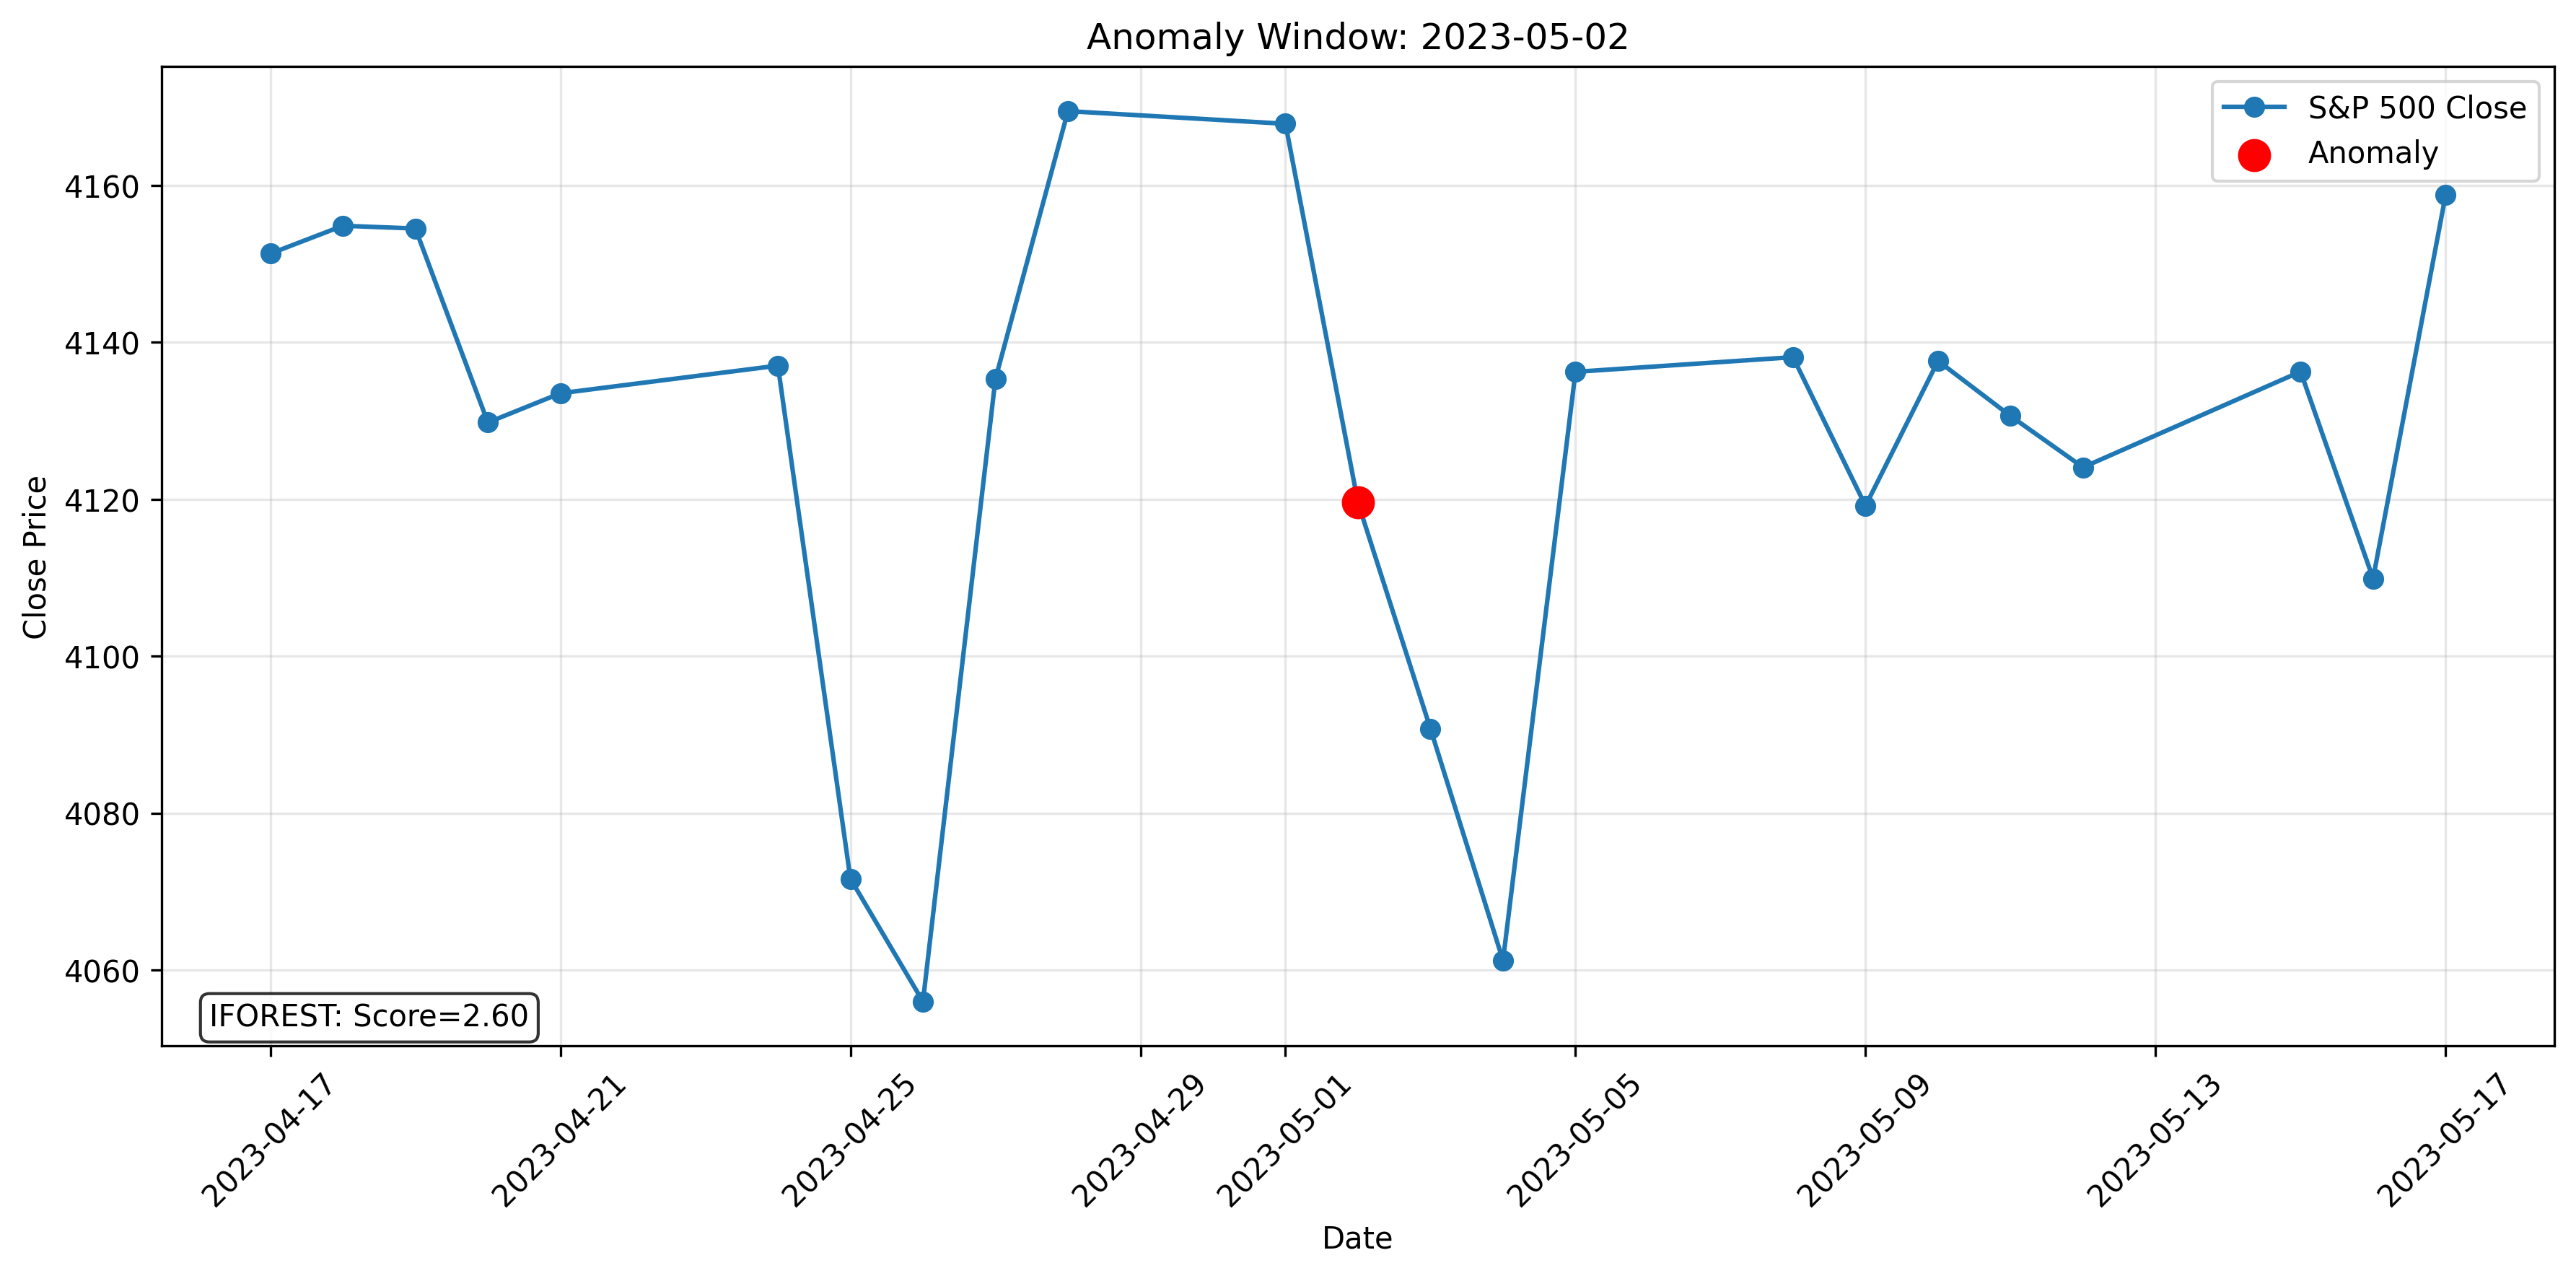 Anomaly Window: 2023-05-02
S&P 500 Close
Anomaly
Close Price
4160
4140
4120
4100
4080
4060
IFOREST: Score=2.60
2023-04-17
2023-04-21
2023-04-25
2023-04-29
2023-05-01
2023-05-05
2023-05-09
2023-05-13
2023-05-17
Date